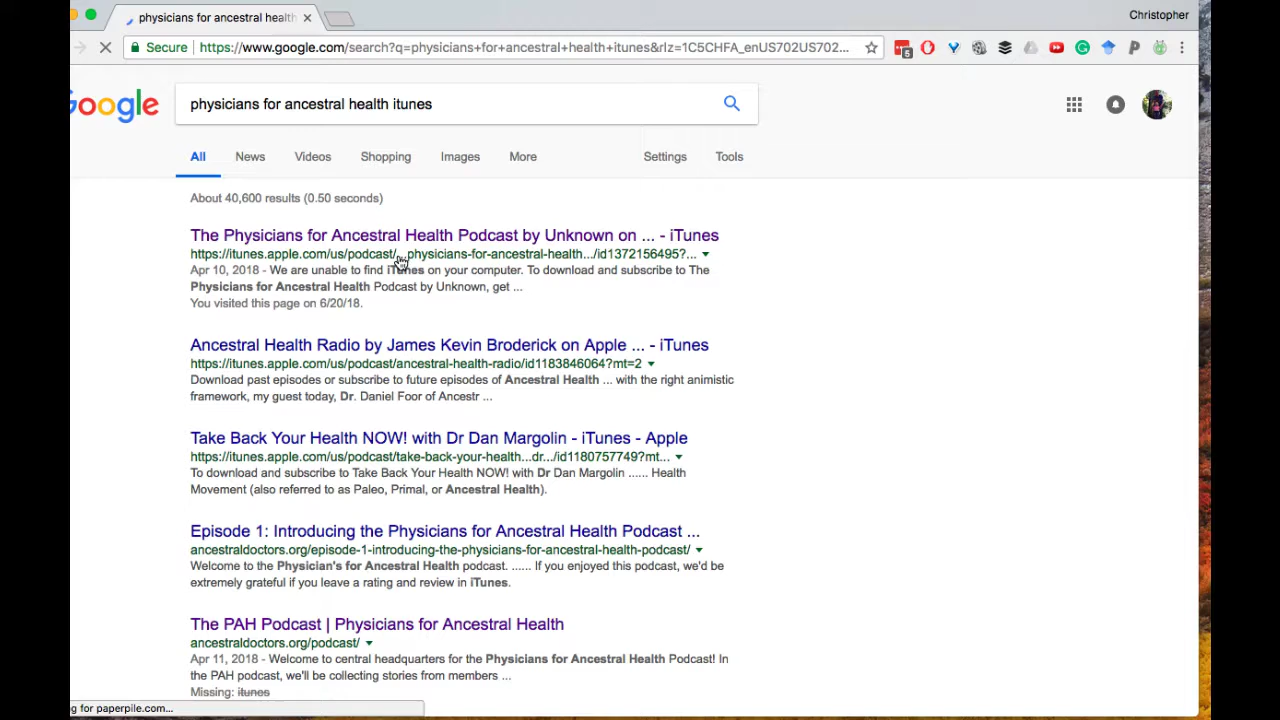 physicians for ancestral health
Christopher
Secure https://www.google.com/search?q=physicians+for+ancestral+health+itunes&rlz=1C5CHFA_enUS702US702...
5
oogle
physicians for ancestral health itunes
All News Videos Shopping Images More Settings Tools
About 40,600 results (0.50 seconds)
The Physicians for Ancestral Health Podcast by Unknown on ... - iTunes
https://itunes.apple.com/us/podcast/...physicians-for-ancestral-health.../id1372156495?...
Apr 10, 2018 - We are unable to find iTunes on your computer. To download and subscribe to The
Physicians for Ancestral Health Podcast by Unknown, get ...
You visited this page on 6/20/18.
Ancestral Health Radio by James Kevin Broderick on Apple ... - iTunes
https://itunes.apple.com/us/podcast/ancestral-health-radio/id1183846064?mt=2
Download past episodes or subscribe to future episodes of Ancestral Health ... with the right animistic
framework, my guest today, Dr. Daniel Foor of Ancestr ...
Take Back Your Health NOW! with Dr Dan Margolin - iTunes - Apple
https://itunes.apple.com/us/podcast/take-back-your-health...dr.../id1180757749?mt...
To download and subscribe to Take Back Your Health NOW! with Dr Dan Margolin ...... Health
Movement (also referred to as Paleo, Primal, or Ancestral Health).
Episode 1: Introducing the Physicians for Ancestral Health Podcast ...
ancestraldoctors.org/episode-1-introducing-the-physicians-for-ancestral-health-podcast/
Welcome to the Physician's for Ancestral Health podcast. ...... If you enjoyed this podcast, we'd be
extremely grateful if you leave a rating and review in iTunes.
The PAH Podcast | Physicians for Ancestral Health
ancestraldoctors.org/podcast/
Apr 11, 2018 - Welcome to central headquarters for the Physicians for Ancestral Health Podcast! In
the PAH podcast, we'll be collecting stories from members ...
Missing: itunes
g for paperpile.com...